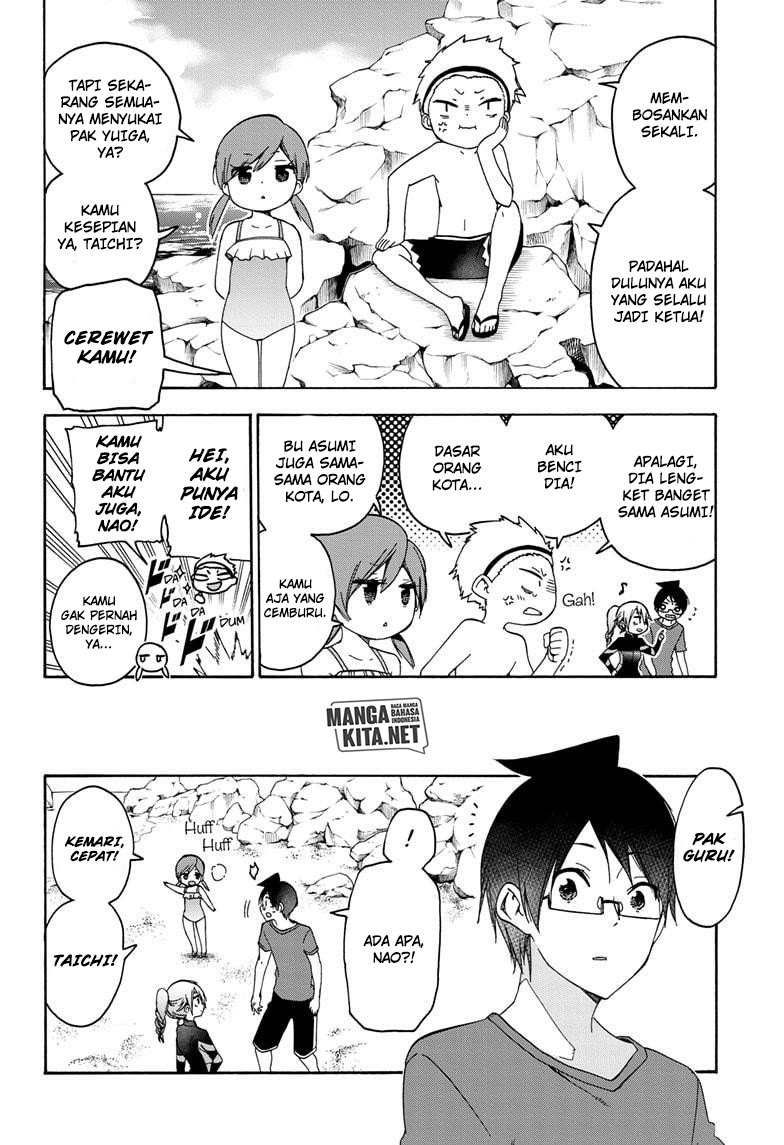 MEM-
BOSANKAN
SEKALI.
PADAHAL
DULUNYA AKU
YANG SELALU
JADI KETUA!
TAPI SEKA-
RANG SEMUA-
NYA MENYUKAI
PAK YUIGA,
YA?
KAMU
KESEPIAN
YA, TAICHI?
CEREWET
KAMU!
APALAGI,
DIA LENG-
KET BANGET
SAMA ASUMI!
AKU
BENCI
DIA!
DASAR
ORANG
KOTA...
Gah!
BU ASUMI
JUGA SAMA-
SAMA ORANG
KOTA, LO.
KAMU
AJA YANG
CEMBURU.
HEI,
AKU
PUNYA
IDE!
KAMU
BISA
BANTU
AKU
JUGA,
NAO!
ド
ド
ド
DA
DA
DA
DUM
KAMU
GAK PERNAH
DENGERIN,
YA...
MANGA
KITA.NET
BACA MANGA
BAHASA
INDONESIA
PAK
GURU!
!
ADA APA,
NAO?!
Huff
Huff
KEMARI,
CEPAT!
TAICHI!